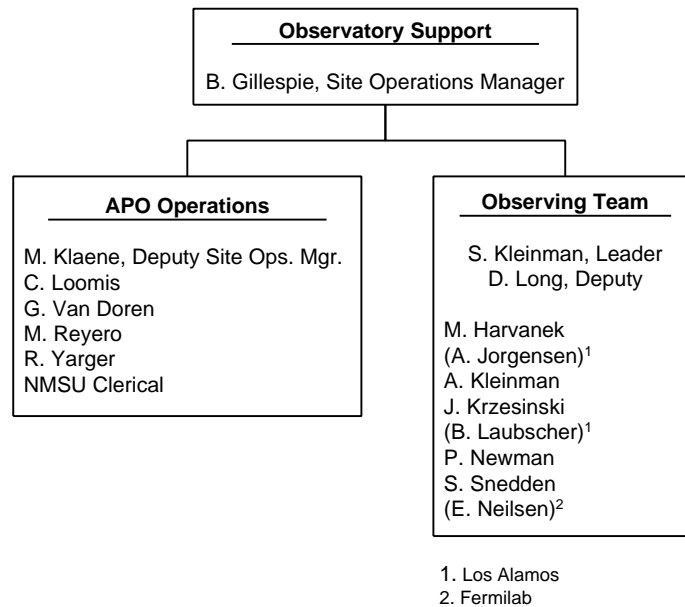 Observatory Support
B. Gillespie, Site Operations Manager
APO Operations
M. Klaene, Deputy Site Ops. Mgr.
C. Loomis
G. Van Doren
M. Reyero
R. Yarger
NMSU Clerical
Observing Team
S. Kleinman, Leader
D. Long, Deputy
M. Harvanek
(A. Jorgensen)¹
A. Kleinman
J. Krzesinski
(B. Laubscher)¹
P. Newman
S. Snedden
(E. Neilsen)²
1. Los Alamos
2. Fermilab